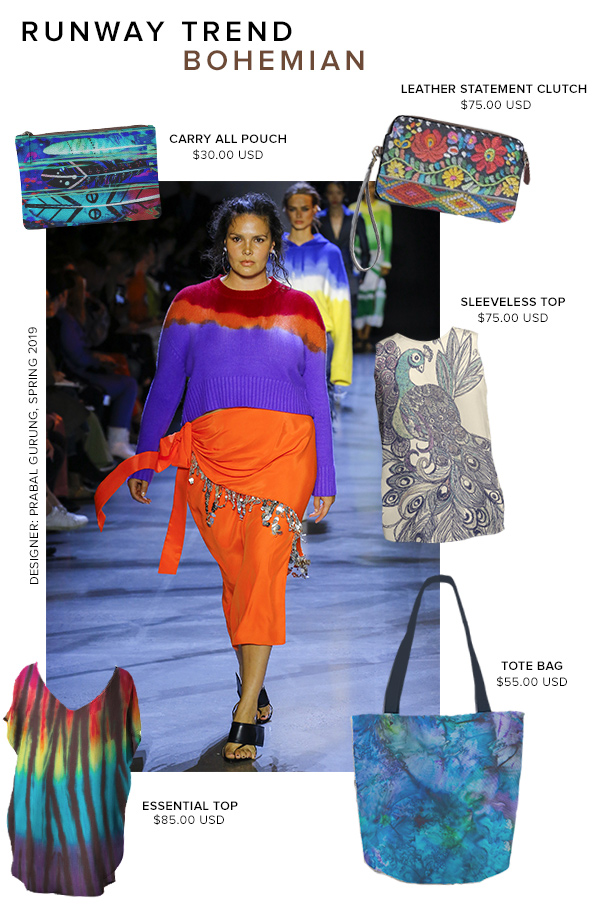 RUNWAY TREND
BOHEMIAN
LEATHER STATEMENT CLUTCH
$75.00 USD
CARRY ALL POUCH
$30.00 USD
SLEEVELESS TOP
$75.00 USD
DESIGNER: PRABAL GURUNG, SPRING 2019
TOTE BAG
$55.00 USD
ESSENTIAL TOP
$85.00 USD